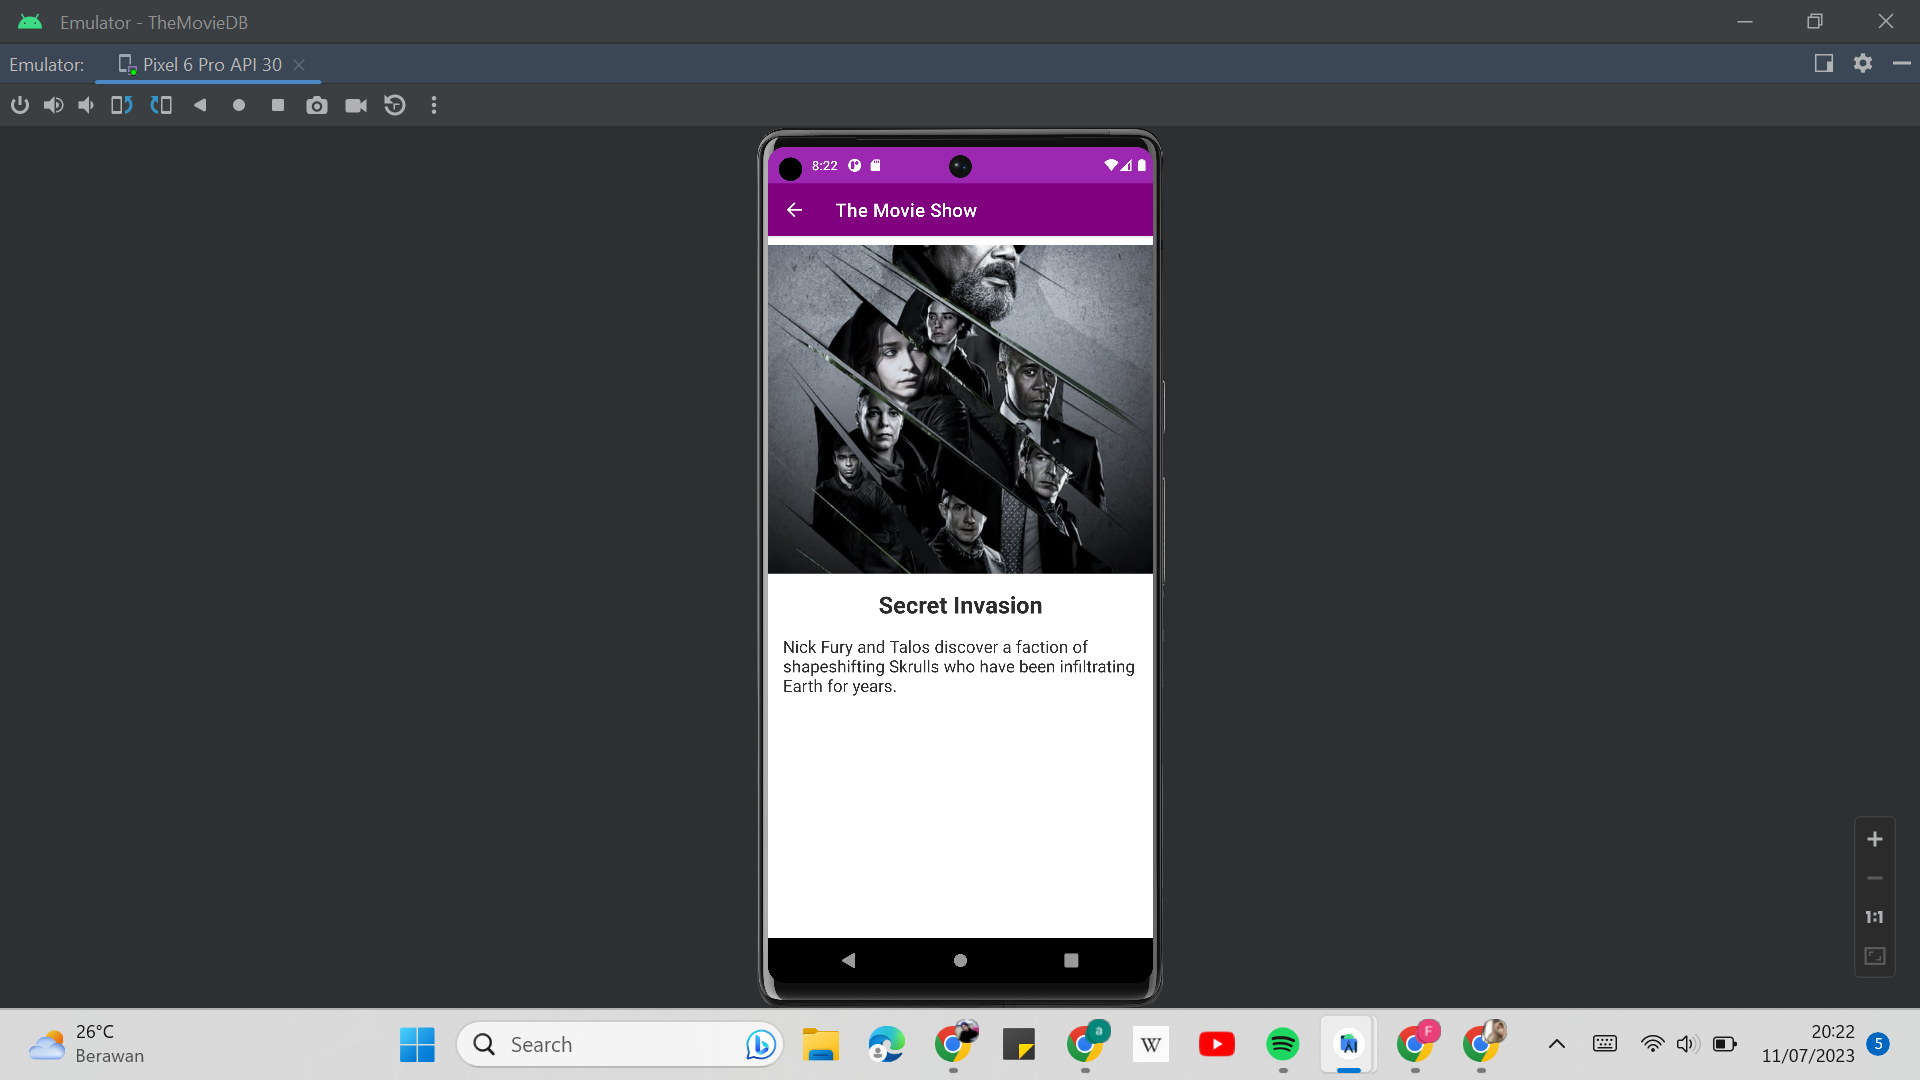 Emulator - TheMovieDB
Emulator:
Pixel 6 Pro API 30
8:22
The Movie Show
Secret Invasion
Nick Fury and Talos discover a faction of
shapeshifting Skrulls who have been infiltrating
Earth for years.
1:1
26°C
Berawan
Search
a
W
F
20:22
11/07/2023
5